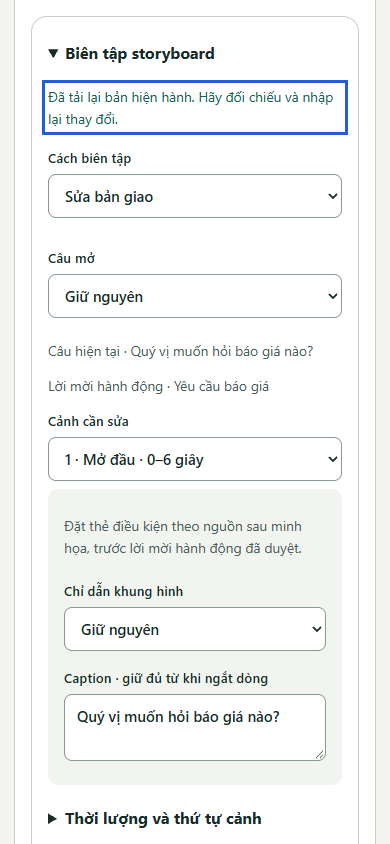 Biên tập storyboard
Đã tải lại bản hiện hành. Hãy đối chiếu và nhập
lại thay đổi.
Cách biên tập
Sửa bản giao
Câu mở
Giữ nguyên
Câu hiện tại · Quý vị muốn hỏi báo giá nào?
Lời mời hành động · Yêu cầu báo giá
Cảnh cần sửa
1 · Mở đầu · 0–6 giây
Đặt thẻ điều kiện theo nguồn sau minh
họa, trước lời mời hành động đã duyệt.
Chỉ dẫn khung hình
Giữ nguyên
Caption · giữ đủ từ khi ngắt dòng
Quý vị muốn hỏi báo giá nào?
Thời lượng và thứ tự cảnh